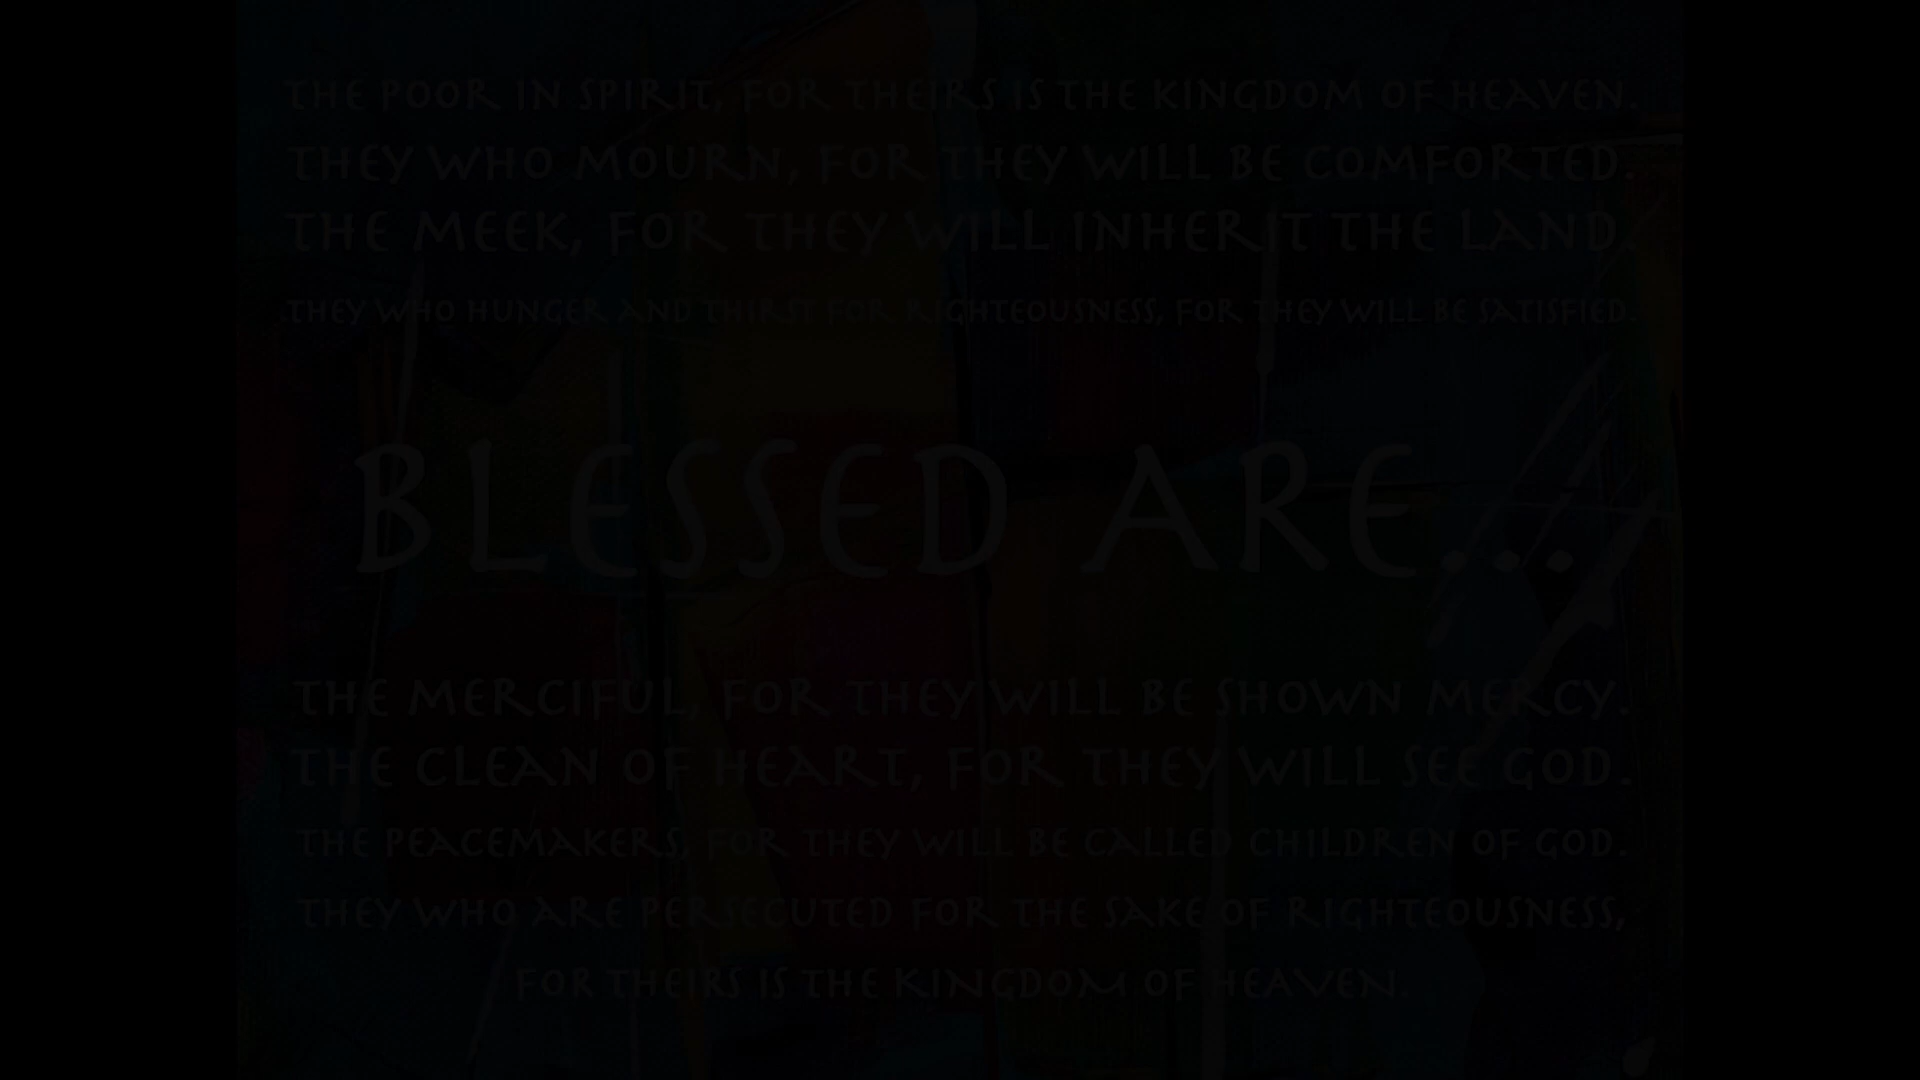 THE POOR IN SPIRIT, FOR THEIRS IS THE KINGDOM OF HEAVEN.
THEY WHO MOURN, FOR THEY WILL BE COMFORTED.
THE MEEK, FOR THEY WILL INHERIT THE LAND.
THEY WHO HUNGER AND THIRST FOR RIGHTEOUSNESS, FOR THEY WILL BE SATISFIED.
BLESSED ARE...
THE MERCIFUL, FOR THEY WILL BE SHOWN MERCY.
THE CLEAN OF HEART, FOR THEY WILL SEE GOD.
THE PEACEMAKERS, FOR THEY WILL BE CALLED CHILDREN OF GOD.
THEY WHO ARE PERSECUTED FOR THE SAKE OF RIGHTEOUSNESS,
FOR THEIRS IS THE KINGDOM OF HEAVEN.